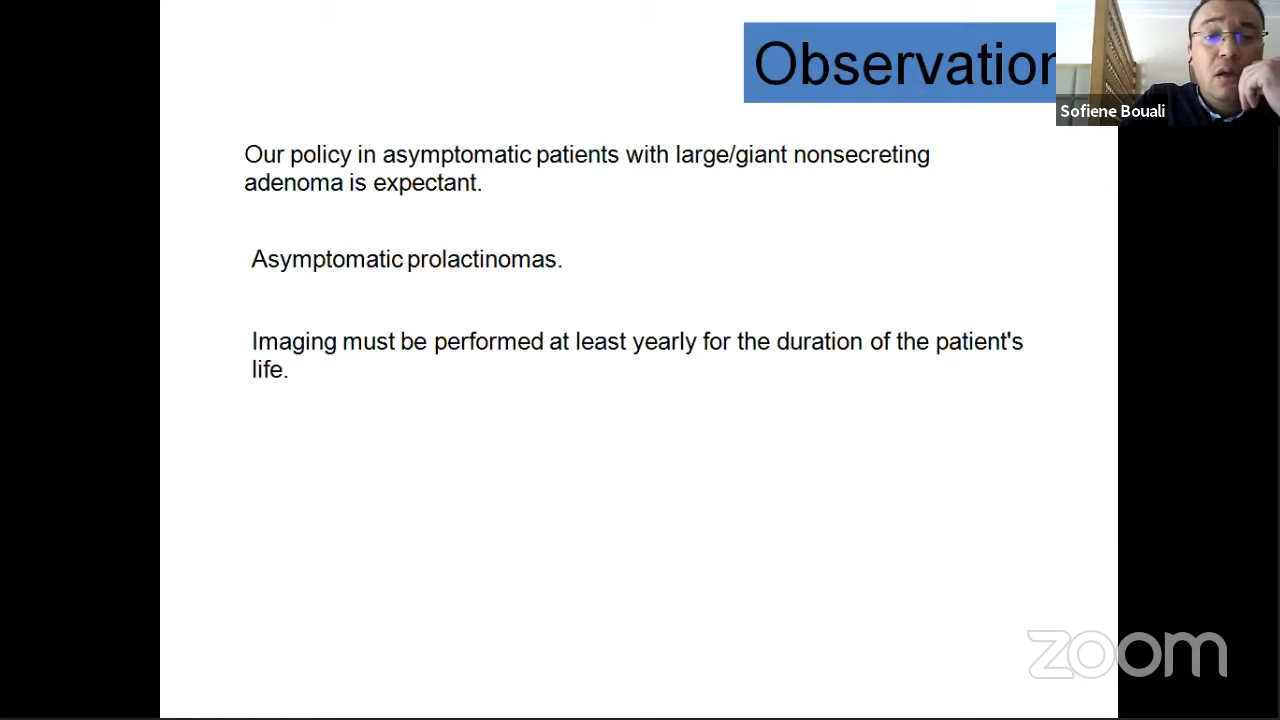 Observation
Sofiene Bouali
Our policy in asymptomatic patients with large/giant nonsecreting
adenoma is expectant.
Asymptomatic prolactinomas.
Imaging must be performed at least yearly for the duration of the patient's
life.
zoom